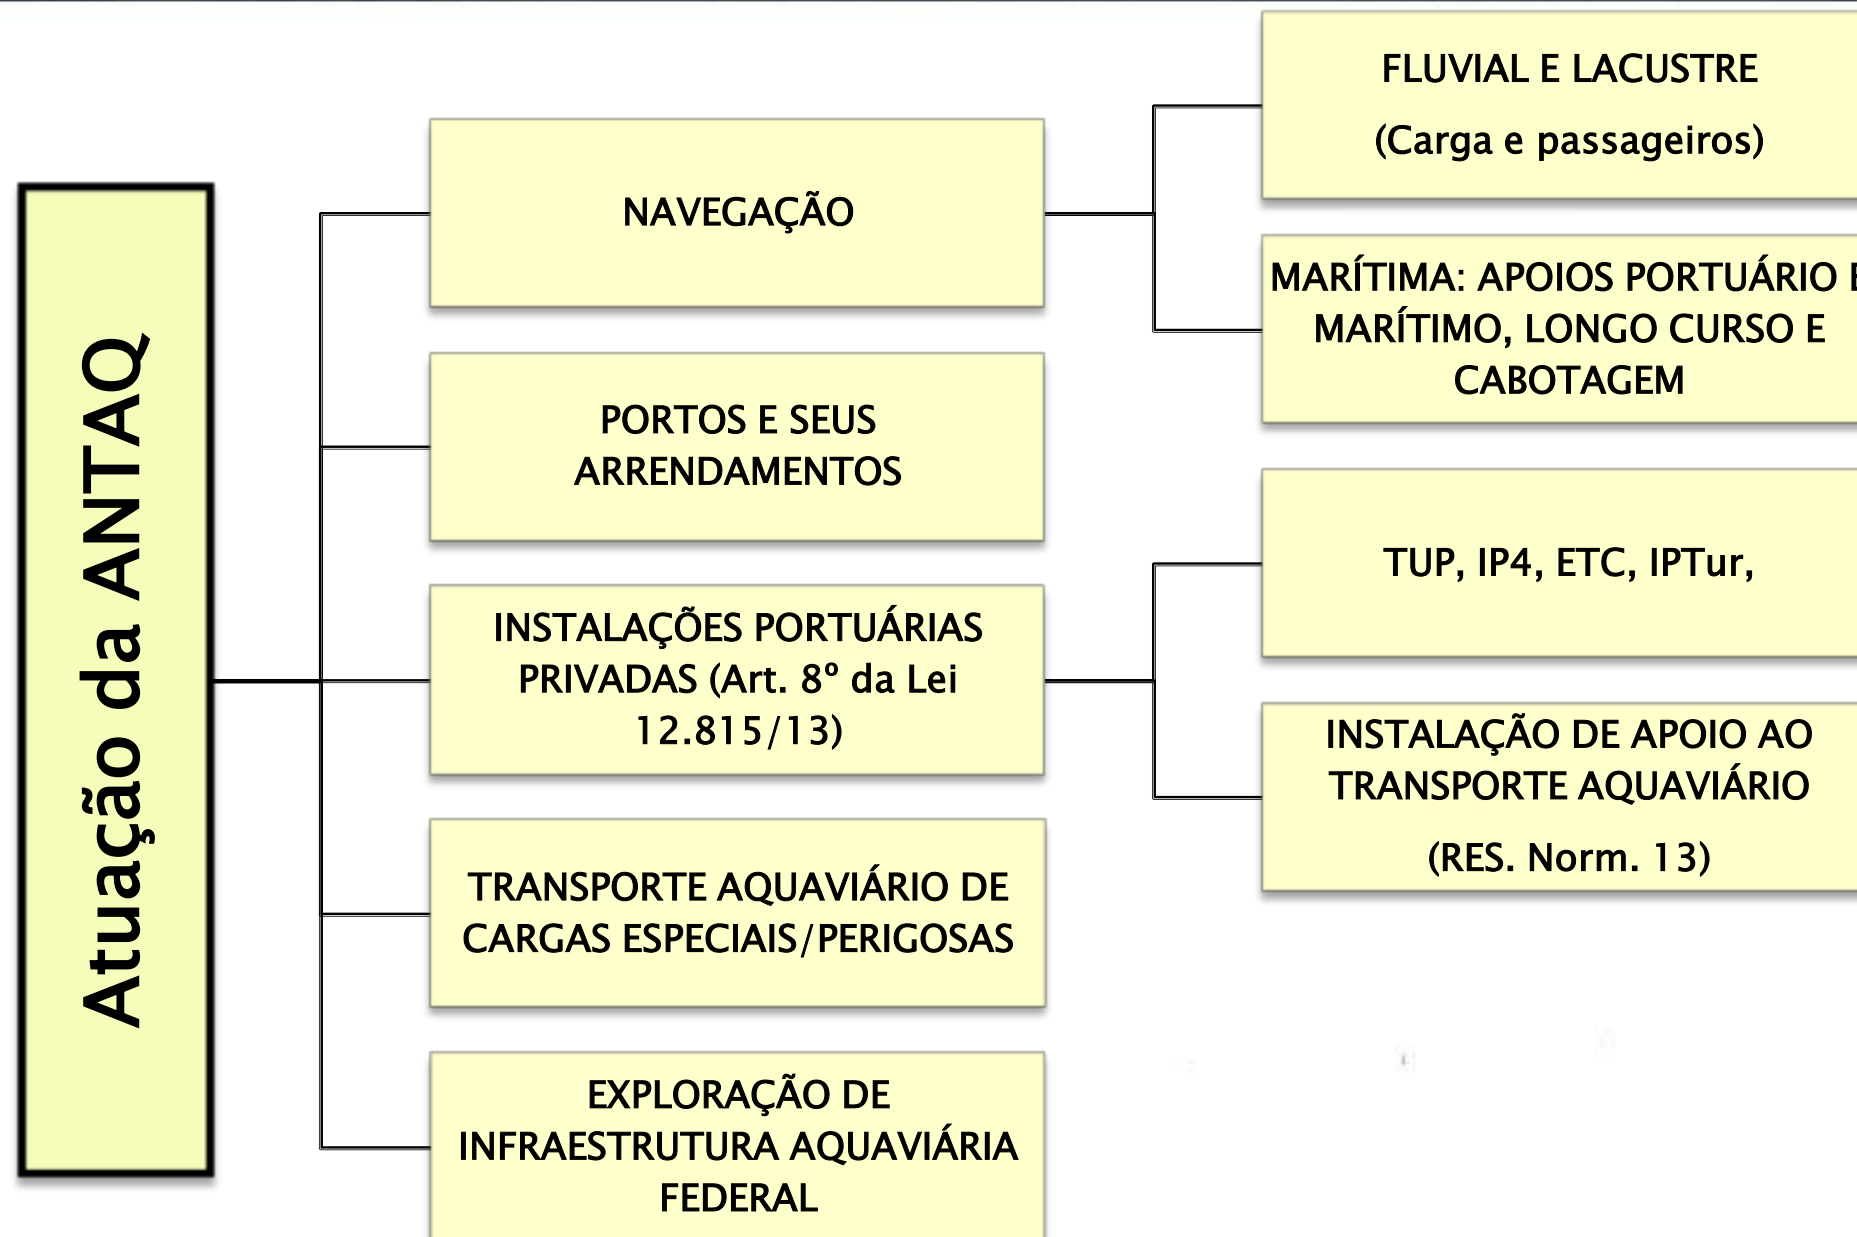 Atuação da ANTAQ
NAVEGAÇÃO
FLUVIAL E LACUSTRE
(Carga e passageiros)
MARÍTIMA: APOIOS PORTUÁRIO E
MARÍTIMO, LONGO CURSO E
CABOTAGEM
PORTOS E SEUS
ARRENDAMENTOS
INSTALAÇÕES PORTUÁRIAS
PRIVADAS (Art. 8º da Lei
12.815/13)
TUP, IP4, ETC, IPTur,
INSTALAÇÃO DE APOIO AO
TRANSPORTE AQUAVIÁRIO
(RES. Norm. 13)
TRANSPORTE AQUAVIÁRIO DE
CARGAS ESPECIAIS/PERIGOSAS
EXPLORAÇÃO DE
INFRAESTRUTURA AQUAVIÁRIA
FEDERAL